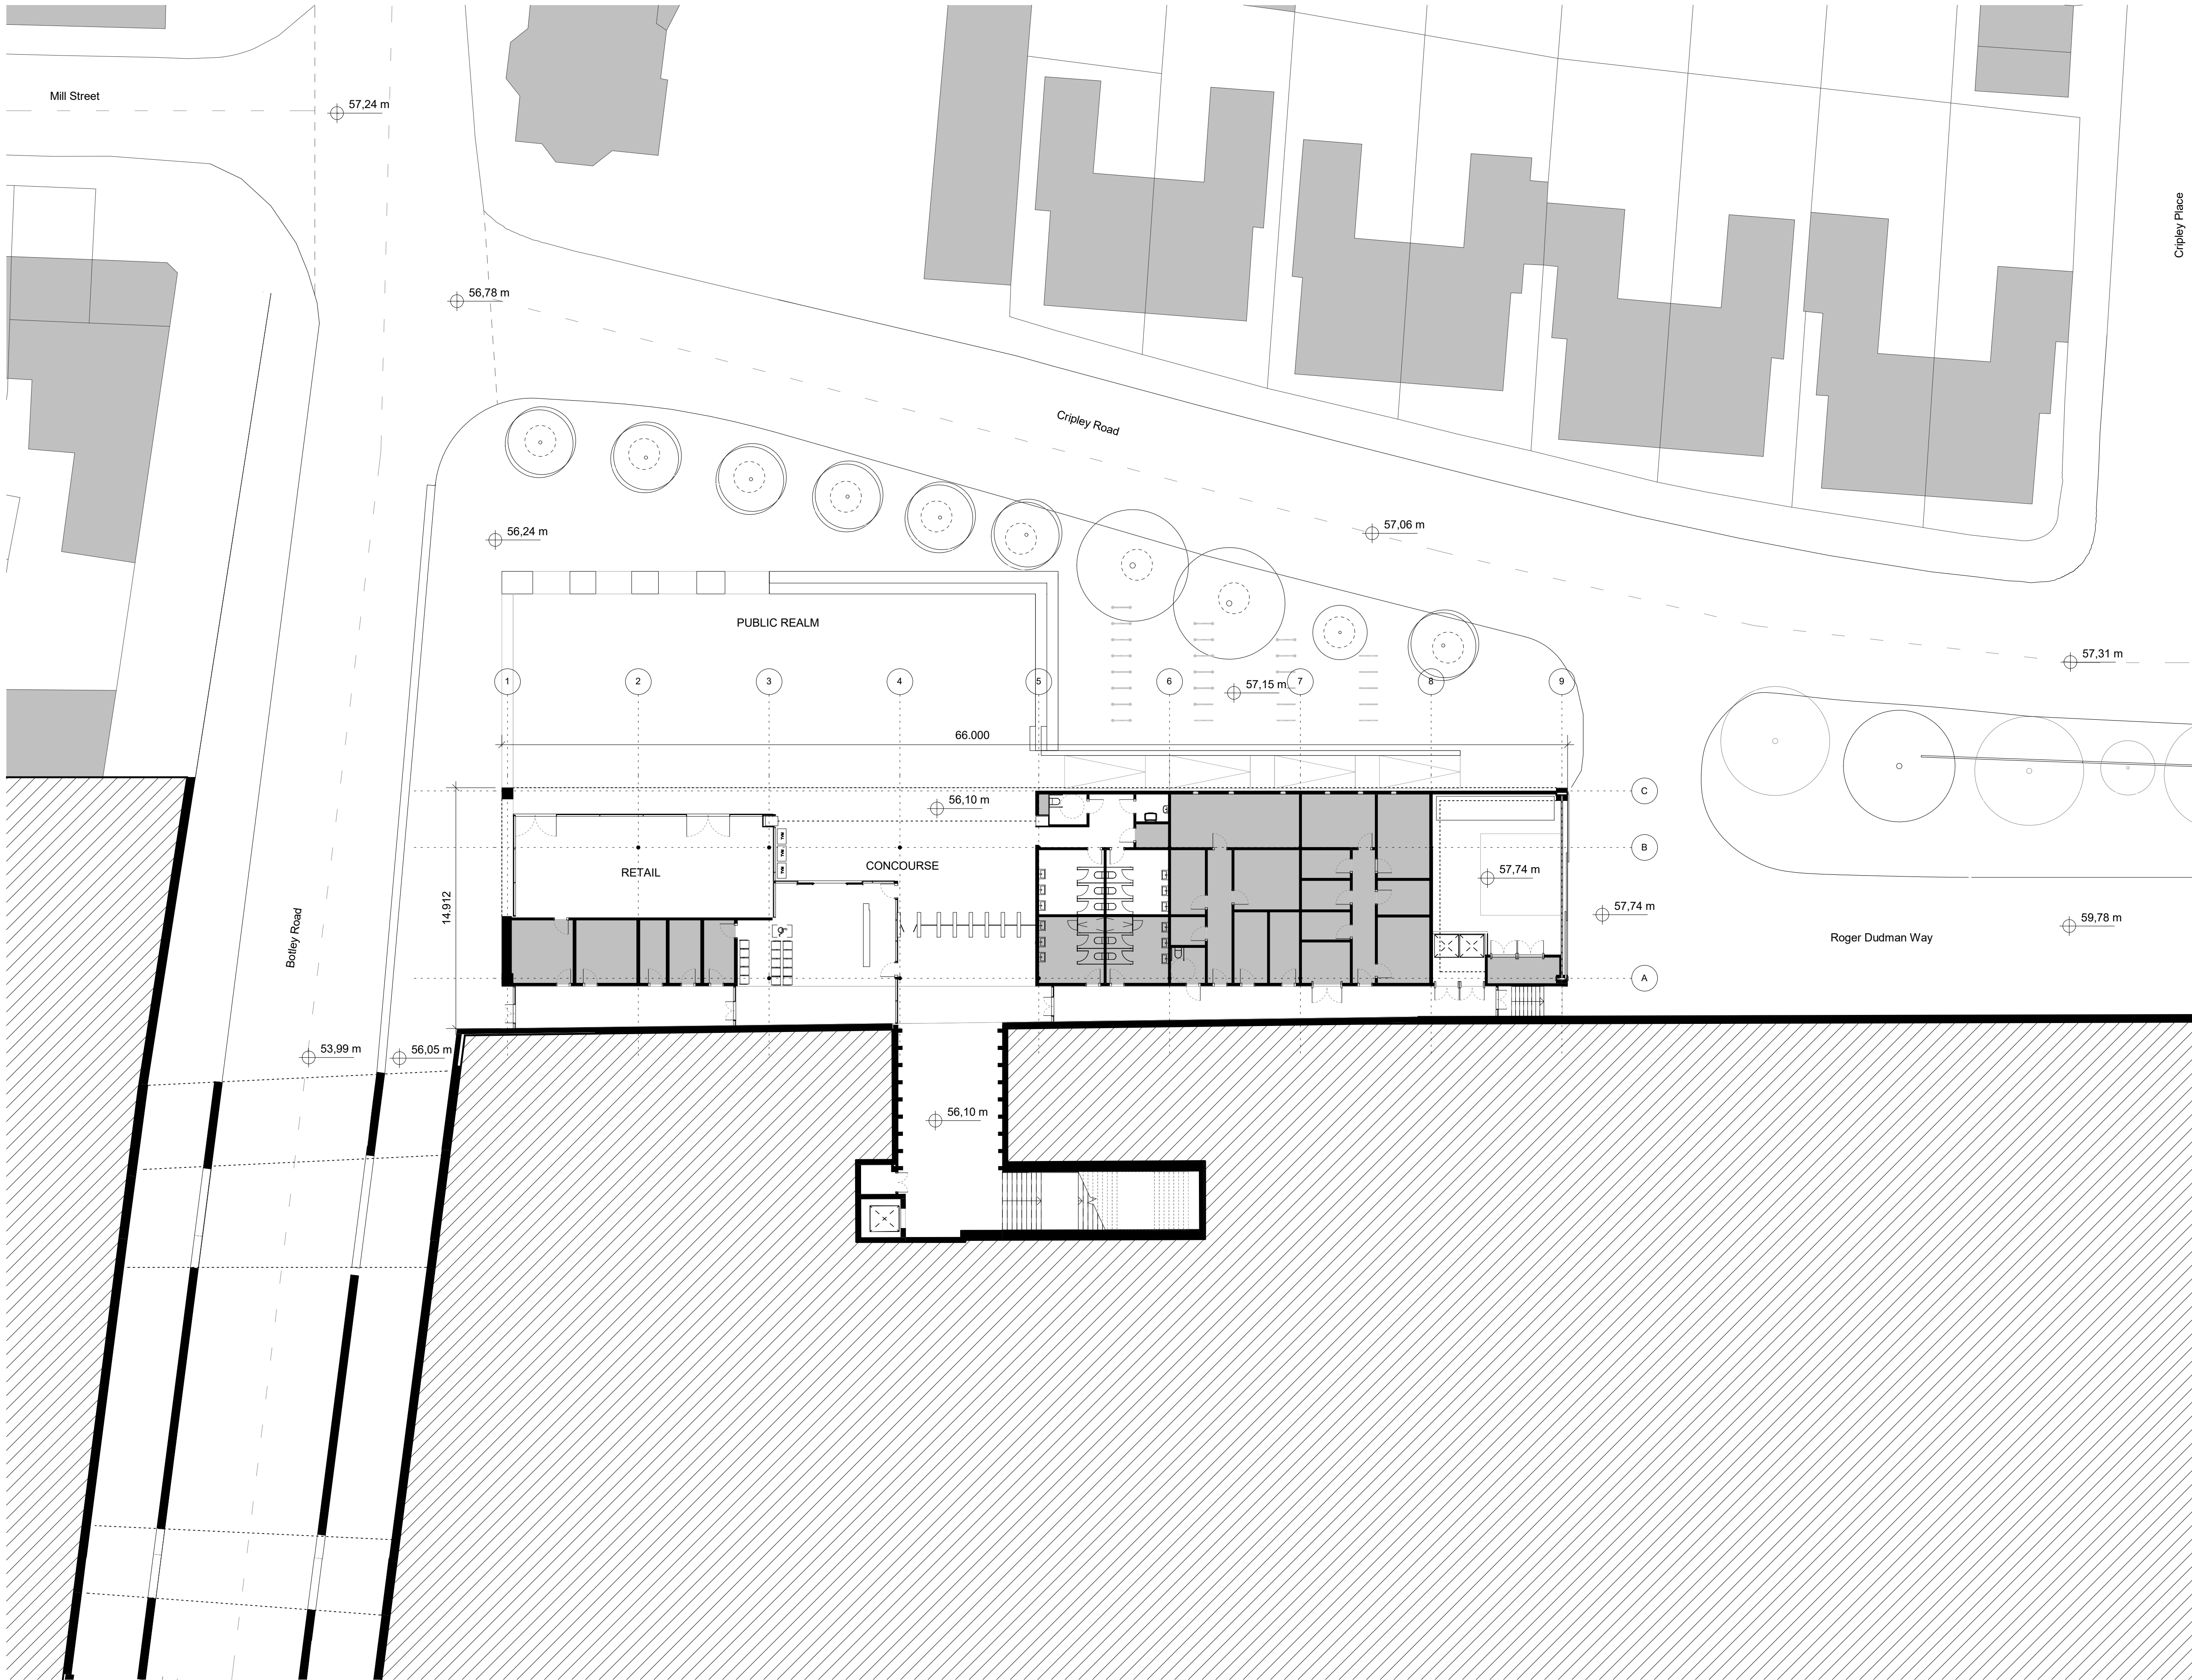 Mill Street
57,24 m
Cripley Place
56,78 m
Cripley Road
56,24 m
57,06 m
PUBLIC REALM
57,31 m
1
2
3
4
5
6
57,15 m
7
8
9
66.000
C
56,10 m
B
RETAIL
CONCOURSE
57,74 m
14.912
57,74 m
59,78 m
Botley Road
Roger Dudman Way
A
53,99 m
56,05 m
56,10 m